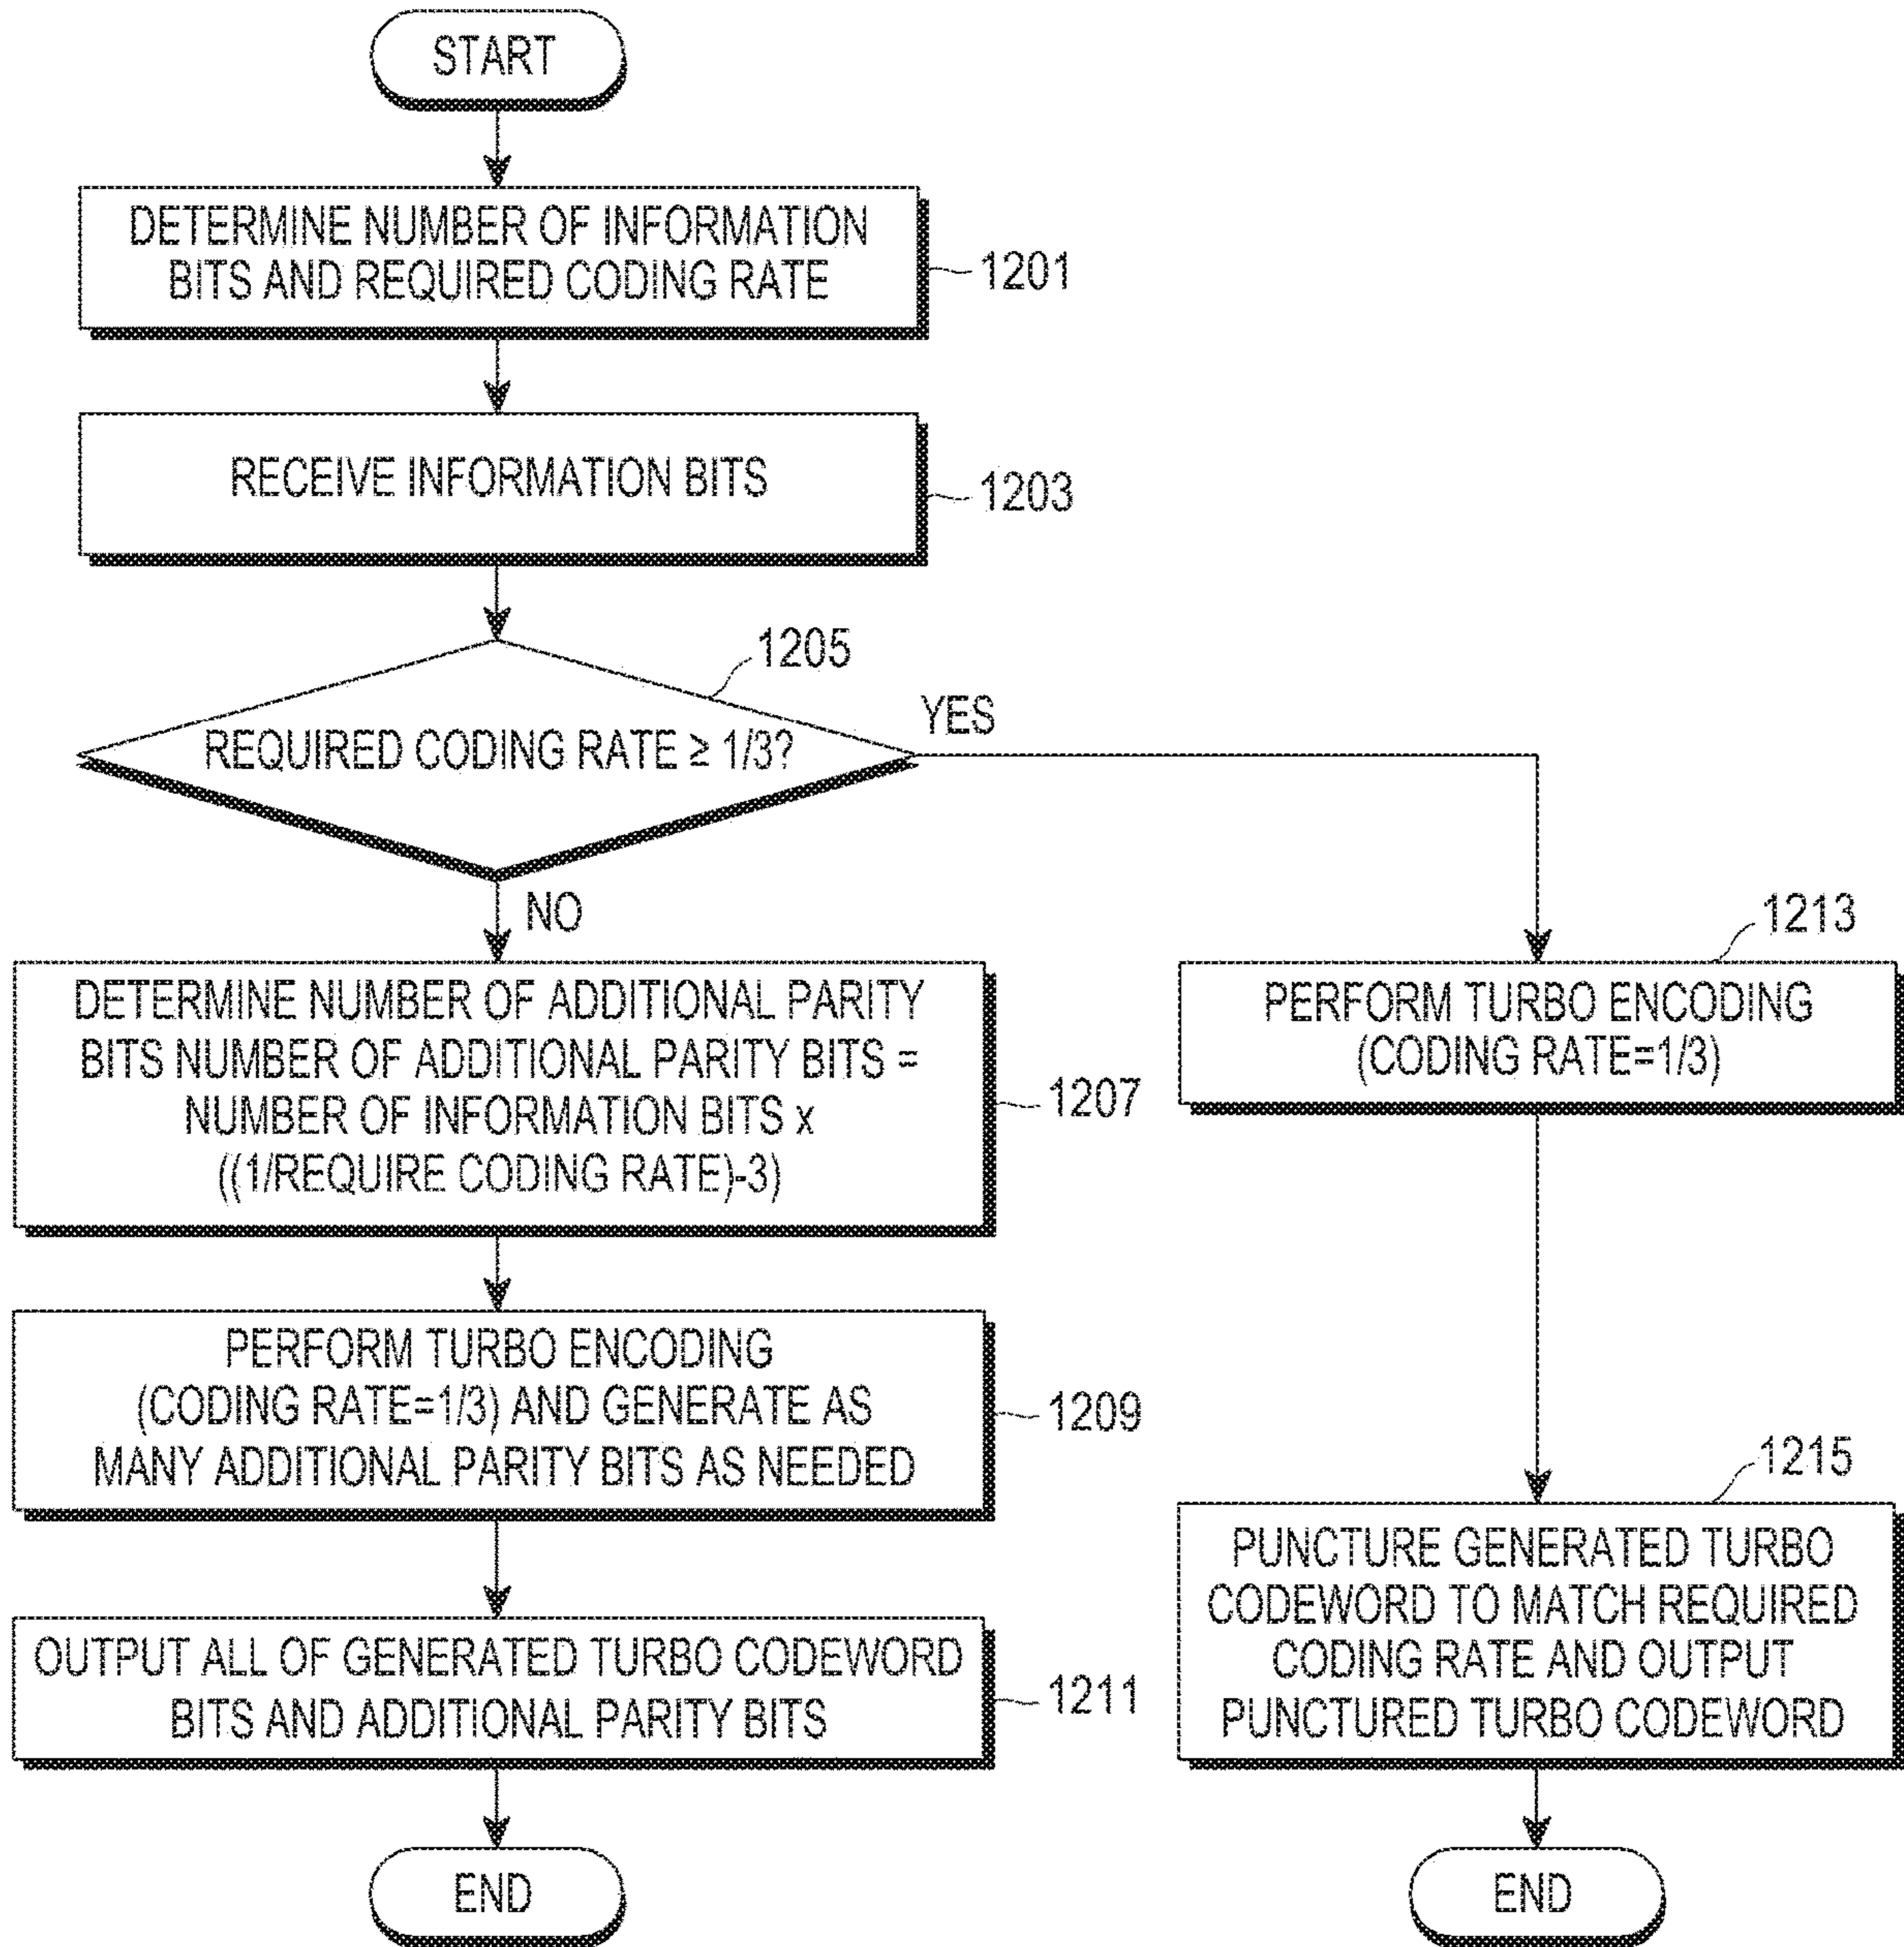 START
DETERMINE NUMBER OF INFORMATION
BITS AND REQUIRED CODING RATE
1201
RECEIVE INFORMATION BITS
1203
1205
REQUIRED CODING RATE ≥ 1/3?
YES
NO
DETERMINE NUMBER OF ADDITIONAL PARITY
BITS NUMBER OF ADDITIONAL PARITY BITS =
NUMBER OF INFORMATION BITS x
((1/REQUIRE CODING RATE)-3)
1207
PERFORM TURBO ENCODING
(CODING RATE=1/3) AND GENERATE AS
MANY ADDITIONAL PARITY BITS AS NEEDED
1209
OUTPUT ALL OF GENERATED TURBO CODEWORD
BITS AND ADDITIONAL PARITY BITS
1211
END
1213
PERFORM TURBO ENCODING
(CODING RATE=1/3)
1215
PUNCTURE GENERATED TURBO
CODEWORD TO MATCH REQUIRED
CODING RATE AND OUTPUT
PUNCTURED TURBO CODEWORD
END